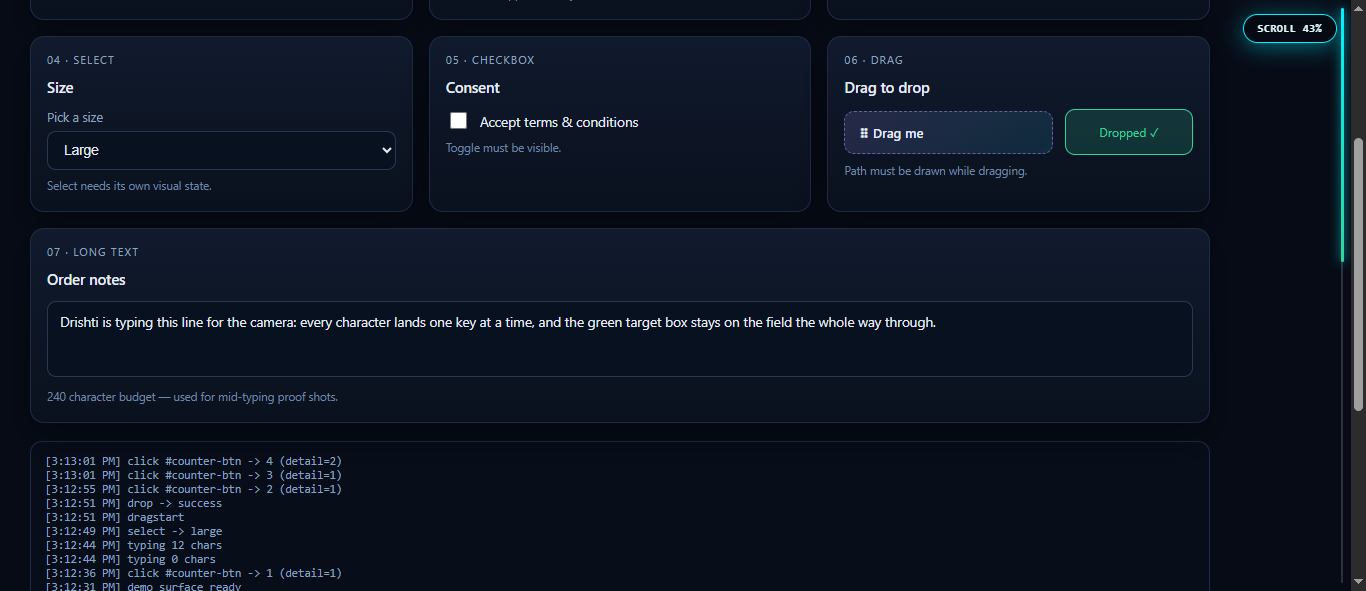 SCROLL 43%
04 · SELECT
Size
Pick a size
Large
Select needs its own visual state.
05 · CHECKBOX
Consent
Accept terms & conditions
Toggle must be visible.
06 · DRAG
Drag to drop
⠿ Drag me
Dropped ✓
Path must be drawn while dragging.
07 · LONG TEXT
Order notes
Drishti is typing this line for the camera: every character lands one key at a time, and the green target box stays on the field the whole way through.
240 character budget — used for mid-typing proof shots.
[3:13:01 PM] click #counter-btn -> 4 (detail=2)
[3:13:01 PM] click #counter-btn -> 3 (detail=1)
[3:12:55 PM] click #counter-btn -> 2 (detail=1)
[3:12:51 PM] drop -> success
[3:12:51 PM] dragstart
[3:12:49 PM] select -> large
[3:12:44 PM] typing 12 chars
[3:12:44 PM] typing 0 chars
[3:12:36 PM] click #counter-btn -> 1 (detail=1)
[3:12:31 PM] demo surface ready